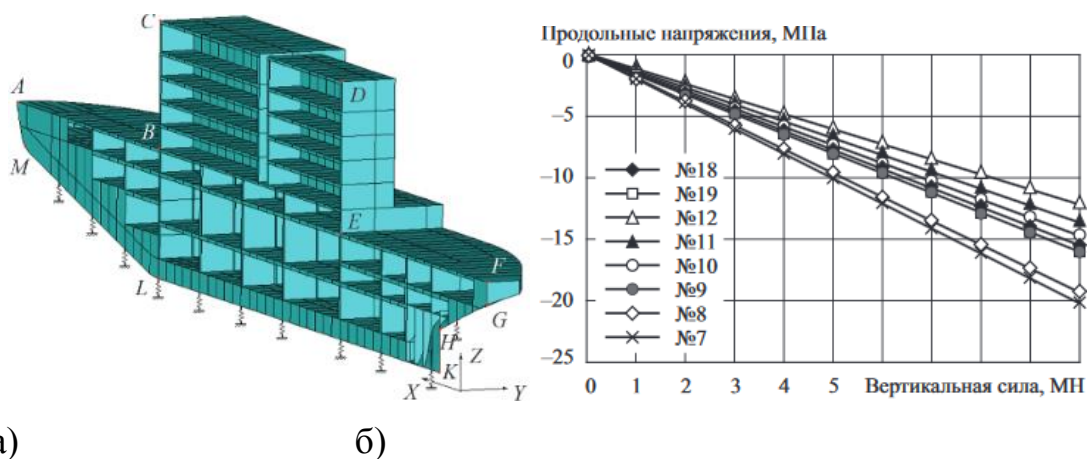 C
A
D
B
M
E
F
L
G
H
Z
X
K
Y
Продольные напряжения, МПа
0
−5
−10
−15
−20
−25
№18
№19
№12
№11
№10
№9
№8
№7
0 1 2 3 4 5 Вертикальная сила, МН
а) б)